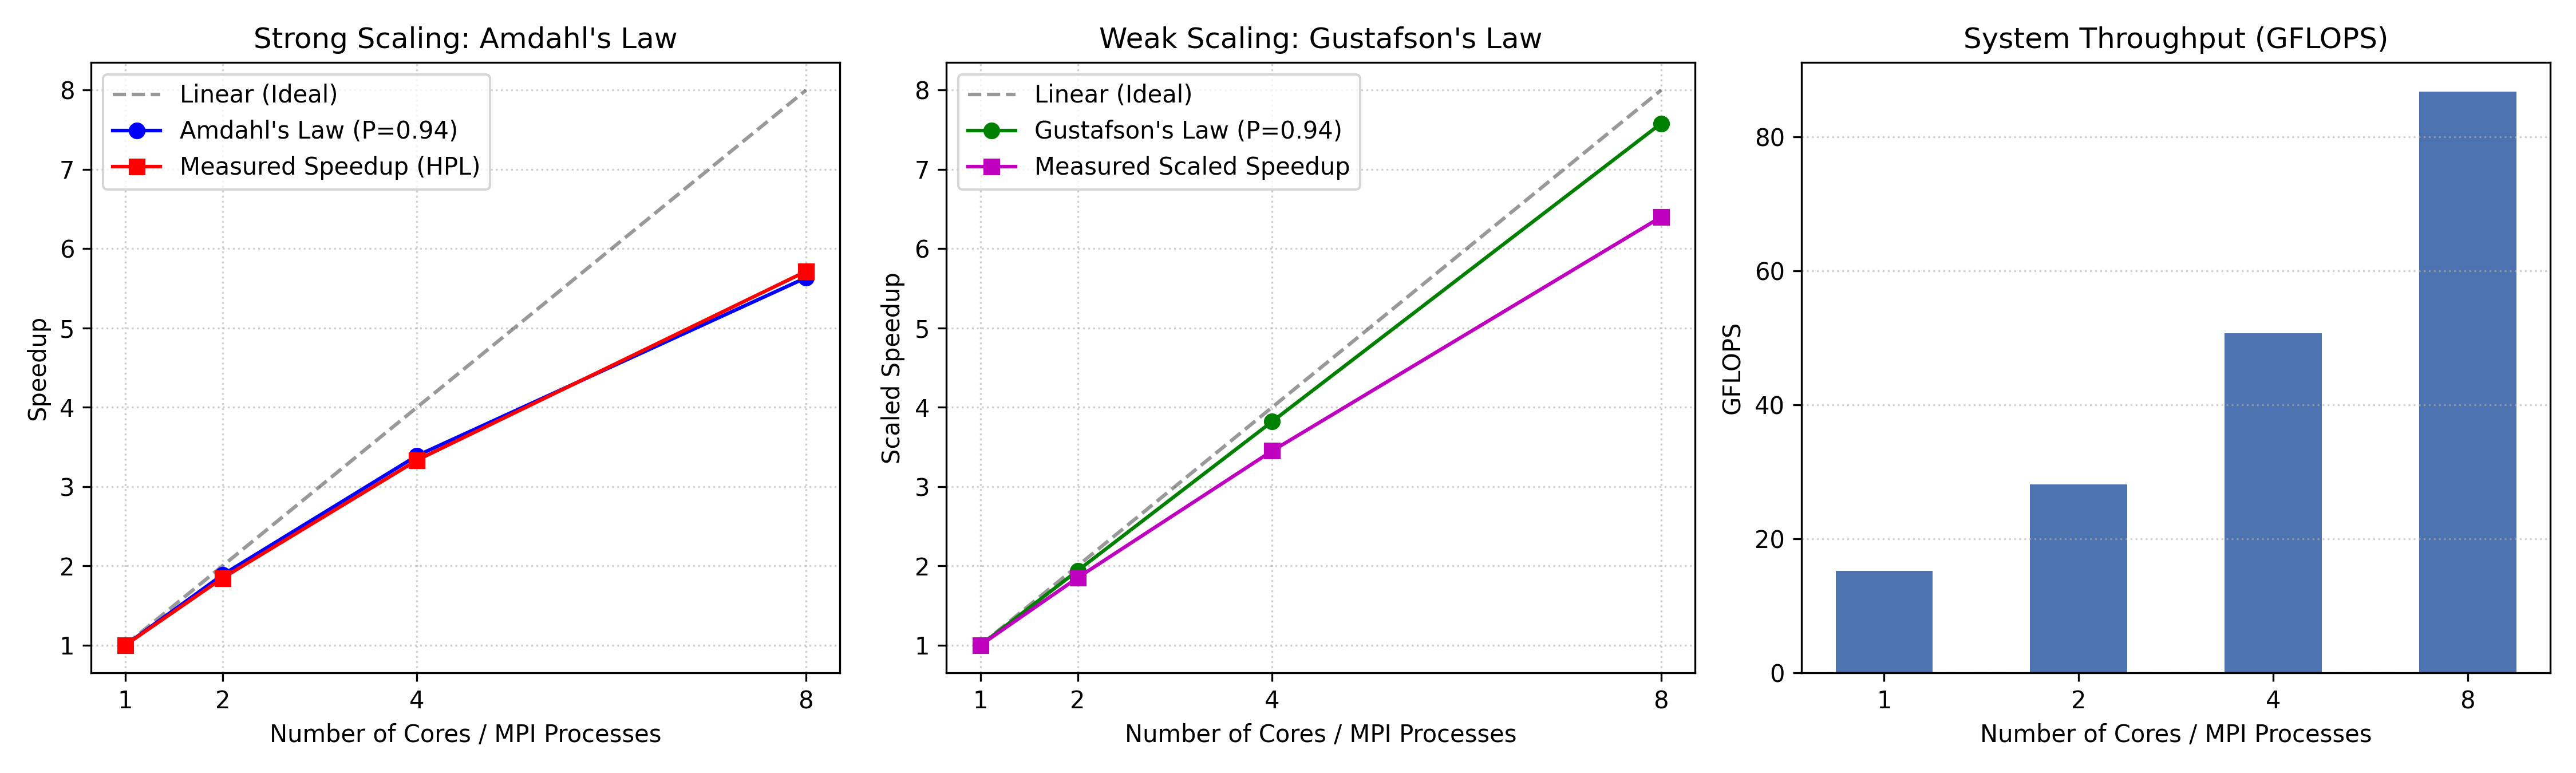 Strong Scaling: Amdahl's Law
8
7
6
5
4
3
2
1
Speedup
Linear (Ideal)
Amdahl's Law (P=0.94)
Measured Speedup (HPL)
1 2 4 8
Number of Cores / MPI Processes
Weak Scaling: Gustafson's Law
8
7
6
5
4
3
2
1
Scaled Speedup
Linear (Ideal)
Gustafson's Law (P=0.94)
Measured Scaled Speedup
1 2 4 8
Number of Cores / MPI Processes
System Throughput (GFLOPS)
80
60
40
20
0
GFLOPS
1 2 4 8
Number of Cores / MPI Processes